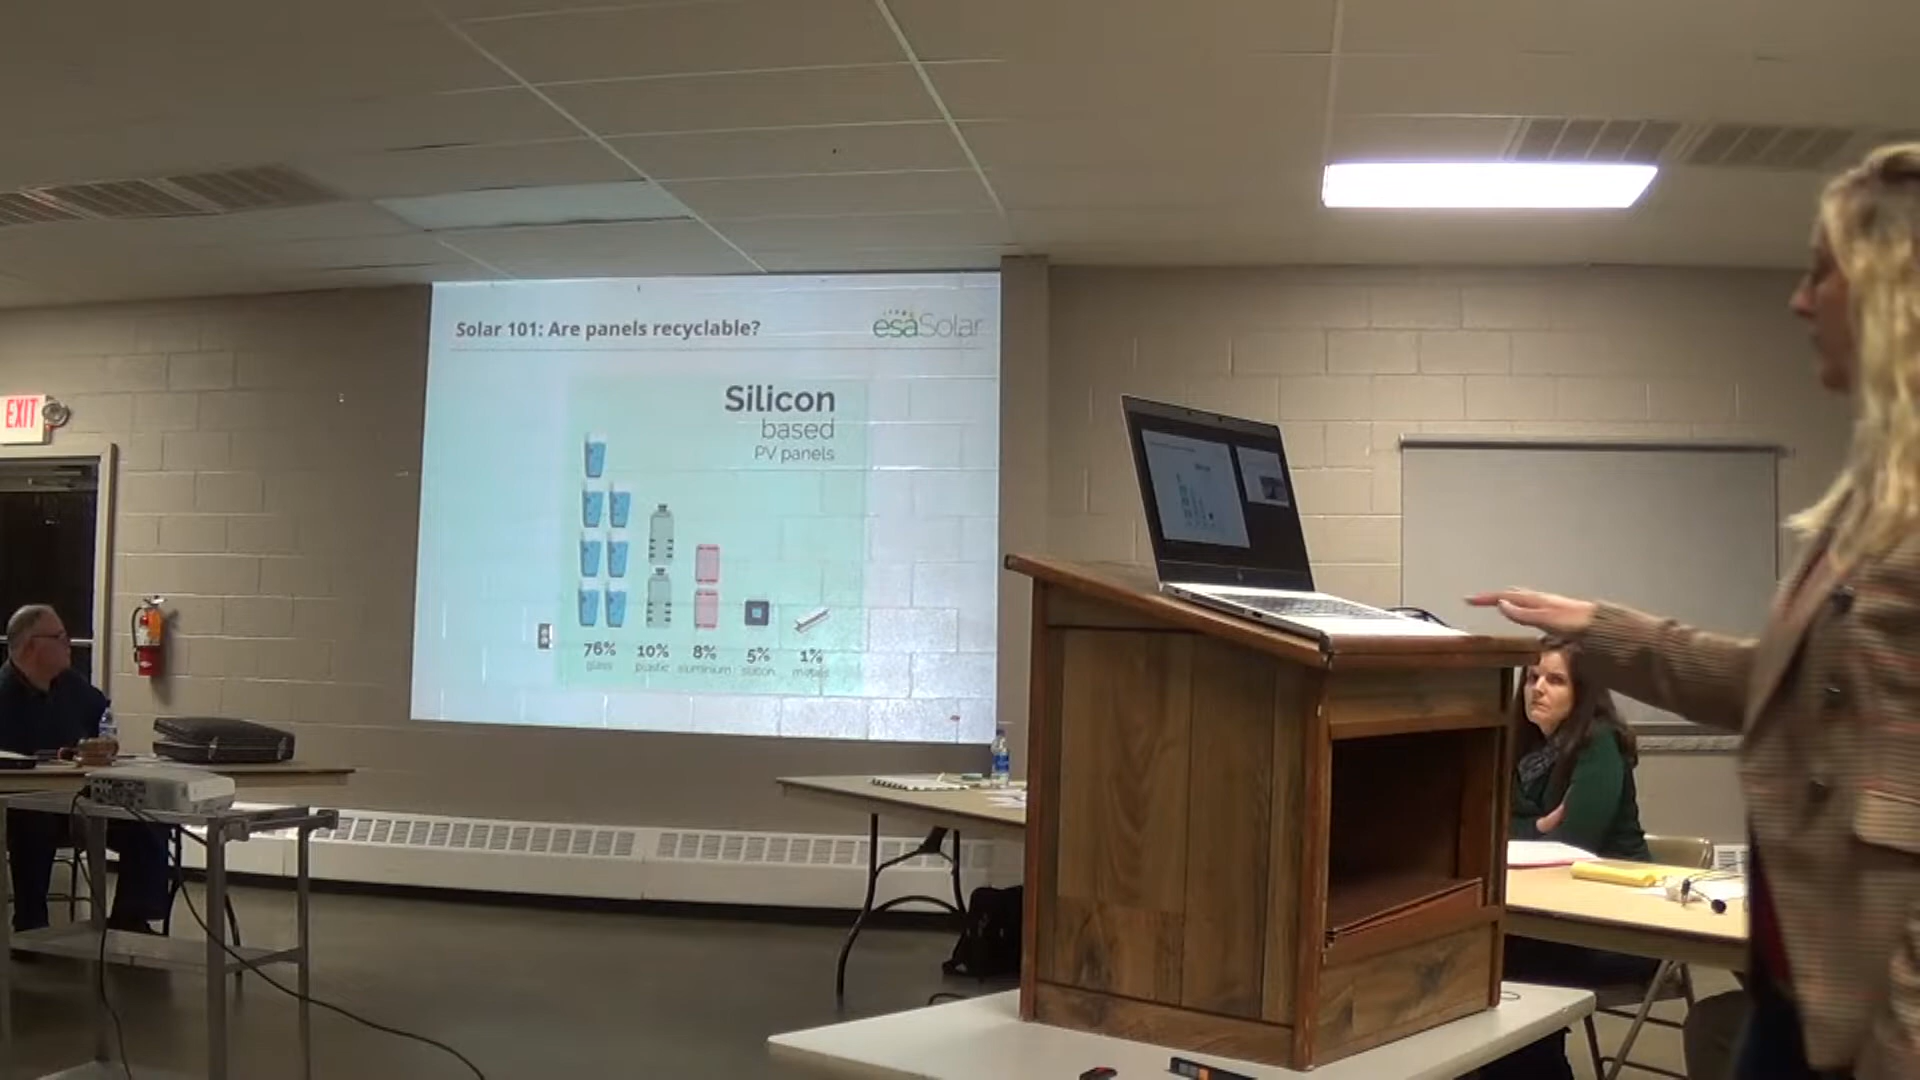 Solar 101: Are panels recyclable?
esaSolar
Silicon
based
PV panels
76% 10% 8% 5% 1%
glass plastic aluminium silicon metals
EXIT